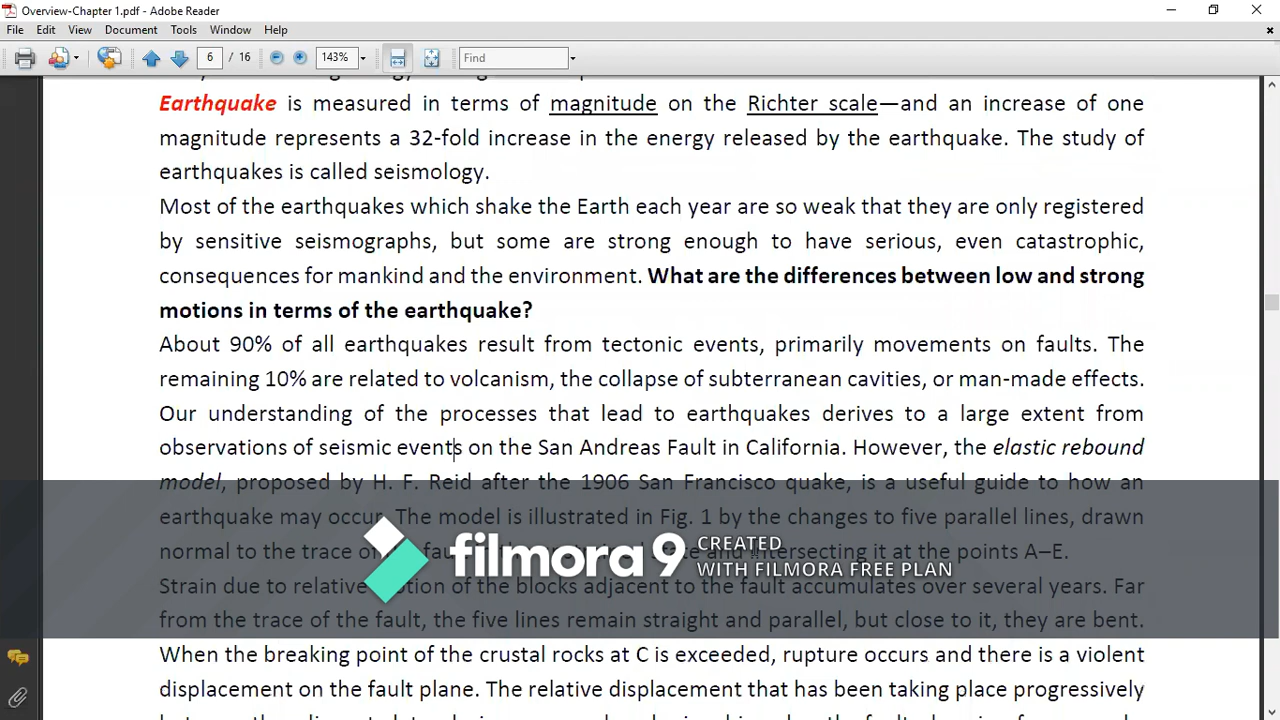 Overview-Chapter 1.pdf - Adobe Reader
File Edit View Document Tools Window Help
6 / 16 143% Find
Earthquake is measured in terms of magnitude on the Richter scale—and an increase of one
magnitude represents a 32-fold increase in the energy released by the earthquake. The study of
earthquakes is called seismology.
Most of the earthquakes which shake the Earth each year are so weak that they are only registered
by sensitive seismographs, but some are strong enough to have serious, even catastrophic,
consequences for mankind and the environment. What are the differences between low and strong
motions in terms of the earthquake?
About 90% of all earthquakes result from tectonic events, primarily movements on faults. The
remaining 10% are related to volcanism, the collapse of subterranean cavities, or man-made effects.
Our understanding of the processes that lead to earthquakes derives to a large extent from
observations of seismic events on the San Andreas Fault in California. However, the elastic rebound
model, proposed by H. F. Reid after the 1906 San Francisco quake, is a useful guide to how an
earthquake may occur. The model is illustrated in Fig. 1 by the changes to five parallel lines, drawn
normal to the trace of and intersecting it at the points A–E.
filmora 9 CREATED
WITH FILMORA FREE PLAN
Strain due to relative motion of the blocks adjacent to the fault accumulates over several years. Far
from the trace of the fault, the five lines remain straight and parallel, but close to it, they are bent.
When the breaking point of the crustal rocks at C is exceeded, rupture occurs and there is a violent
displacement on the fault plane. The relative displacement that has been taking place progressively